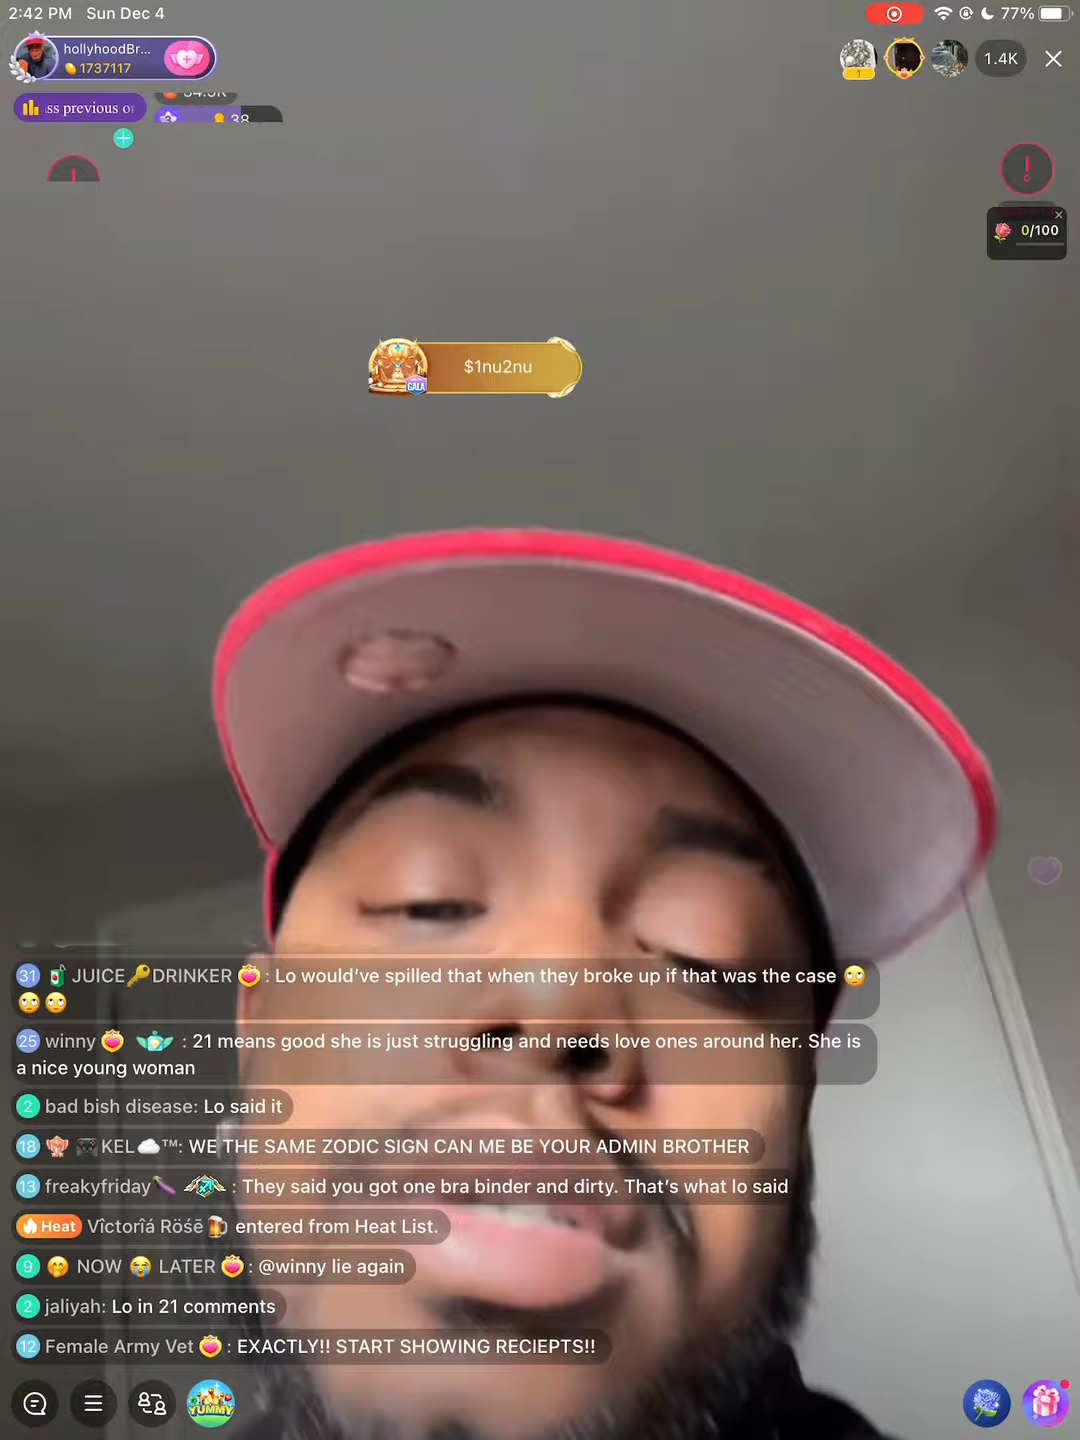 2:42 PM Sun Dec 4
77%
hollyhoodBr...
1737117
1
1.4K
ss previous o
38
0/100
$1nu2nu
GALA
31 JUICE🔑DRINKER : Lo would’ve spilled that when they broke up if that was the case 🙄
🙄🙄
25 winny : 21 means good she is just struggling and needs love ones around her. She is
a nice young woman
2 bad bish disease: Lo said it
18 🎮KEL☁️™: WE THE SAME ZODIC SIGN CAN ME BE YOUR ADMIN BROTHER
13 freakyfriday🍆 : They said you got one bra binder and dirty. That’s what lo said
Heat Vîctorîá Röśē🍺 entered from Heat List.
9 🤭 NOW 😭 LATER : @winny lie again
2 jaliyah: Lo in 21 comments
12 Female Army Vet : EXACTLY!! START SHOWING RECIEPTS!!
YUMMY